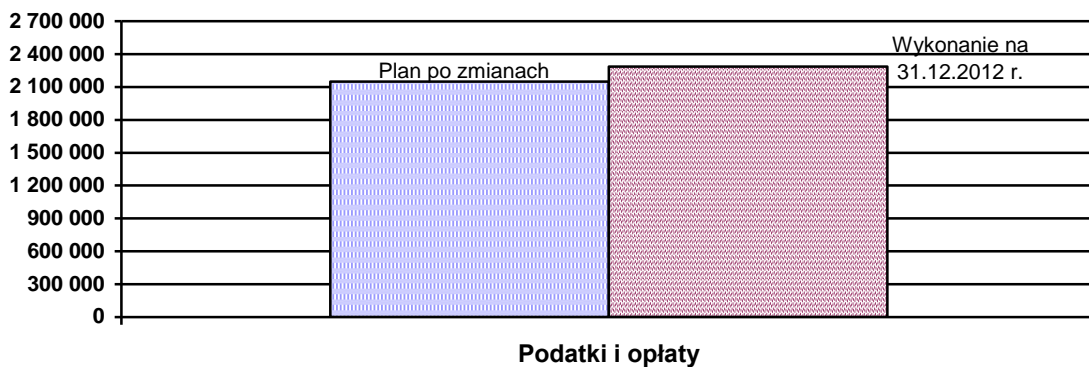 2 700 000
2 400 000
2 100 000
1 800 000
1 500 000
1 200 000
900 000
600 000
300 000
0
Plan po zmianach
Wykonanie na
31.12.2012 r.
Podatki i opłaty